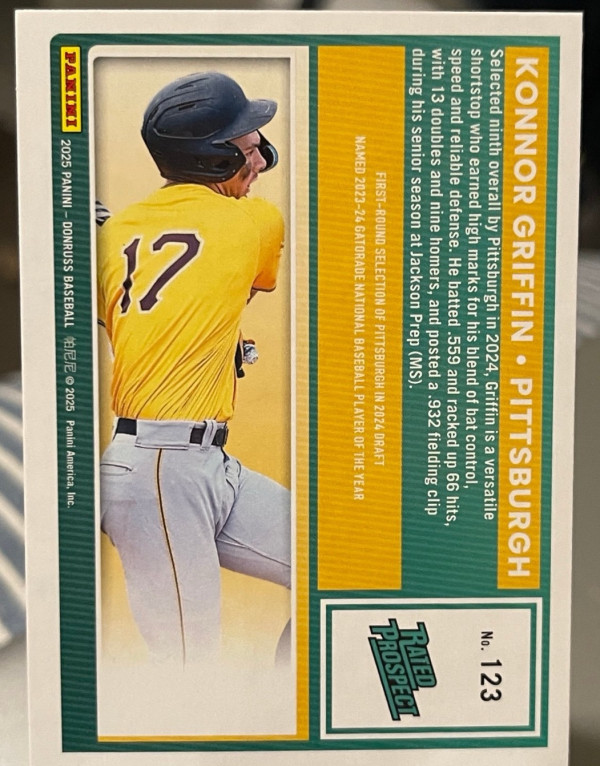 KONNOR GRIFFIN • PITTSBURGH
Selected ninth overall by Pittsburgh in 2024, Griffin is a versatile
shortstop who earned high marks for his blend of bat control,
speed and reliable defense. He batted .559 and racked up 66 hits,
with 13 doubles and nine homers, and posted a .932 fielding clip
during his senior season at Jackson Prep (MS).
FIRST-ROUND SELECTION OF PITTSBURGH IN 2024 DRAFT
NAMED 2023-24 GATORADE NATIONAL BASEBALL PLAYER OF THE YEAR
No. 123
RATED
PROSPECT
17
PANINI
2025 PANINI – DONRUSS BASEBALL 帕尼尼 © 2025 Panini America, Inc.